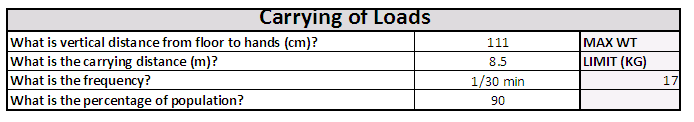 Carrying of Loads
What is vertical distance from floor to hands (cm)? 111 MAX WT
What is the carrying distance (m)? 8.5 LIMIT (KG)
What is the frequency? 1/30 min 17
What is the percentage of population? 90